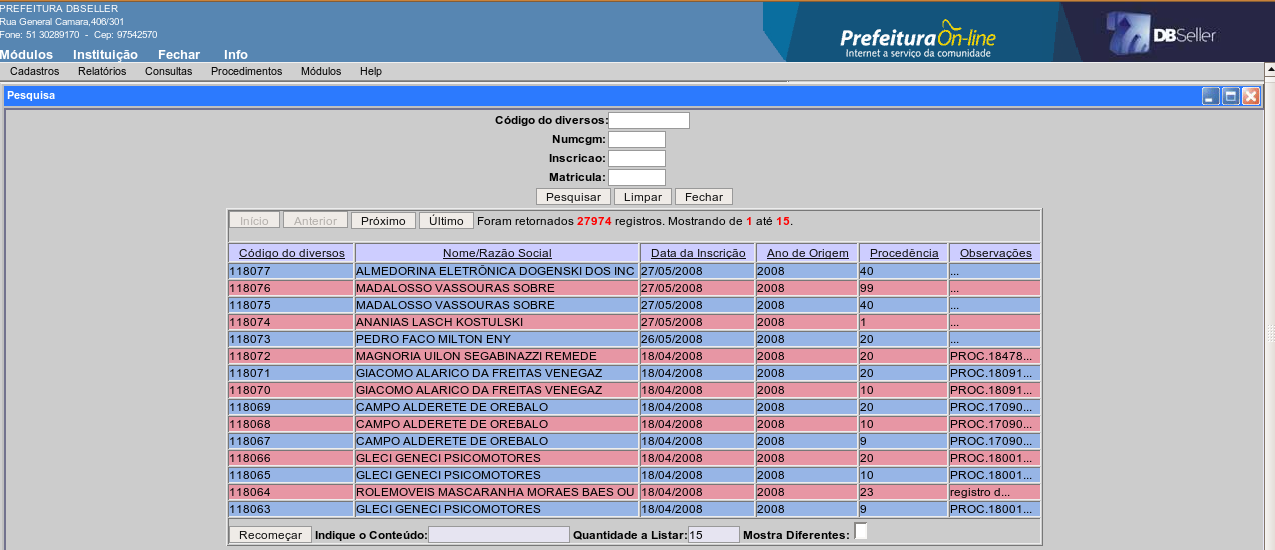 PREFEITURA DBSELLER
Rua General Camara,406/301
Fone: 51 30289170 - Cep: 97542570
Módulos Instituição Fechar Info
Prefeitura On-line
Internet a serviço da comunidade
DBSeller
Cadastros Relatórios Consultas Procedimentos Módulos Help
Pesquisa
Código do diversos:
Numcgm:
Inscricao:
Matricula:
Pesquisar Limpar Fechar
Início Anterior Próximo Último Foram retornados 27974 registros. Mostrando de 1 até 15.
Código do diversos Nome/Razão Social Data da Inscrição Ano de Origem Procedência Observações
118077 ALMEDORINA ELETRÔNICA DOGENSKI DOS INC 27/05/2008 2008 40 ...
118076 MADALOSSO VASSOURAS SOBRE 27/05/2008 2008 99 ...
118075 MADALOSSO VASSOURAS SOBRE 27/05/2008 2008 40 ...
118074 ANANIAS LASCH KOSTULSKI 27/05/2008 2008 1 ...
118073 PEDRO FACO MILTON ENY 26/05/2008 2008 20 ...
118072 MAGNORIA UILON SEGABINAZZI REMEDE 18/04/2008 2008 20 PROC.18478...
118071 GIACOMO ALARICO DA FREITAS VENEGAZ 18/04/2008 2008 20 PROC.18091...
118070 GIACOMO ALARICO DA FREITAS VENEGAZ 18/04/2008 2008 10 PROC.18091...
118069 CAMPO ALDERETE DE OREBALO 18/04/2008 2008 20 PROC.17090...
118068 CAMPO ALDERETE DE OREBALO 18/04/2008 2008 10 PROC.17090...
118067 CAMPO ALDERETE DE OREBALO 18/04/2008 2008 9 PROC.17090...
118066 GLECI GENECI PSICOMOTORES 18/04/2008 2008 20 PROC.18001...
118065 GLECI GENECI PSICOMOTORES 18/04/2008 2008 10 PROC.18001...
118064 ROLEMOVEIS MASCARANHA MORAES BAES OU 18/04/2008 2008 23 registro d...
118063 GLECI GENECI PSICOMOTORES 18/04/2008 2008 9 PROC.18001...
Recomeçar Indique o Conteúdo: Quantidade a Listar: 15 Mostra Diferentes: